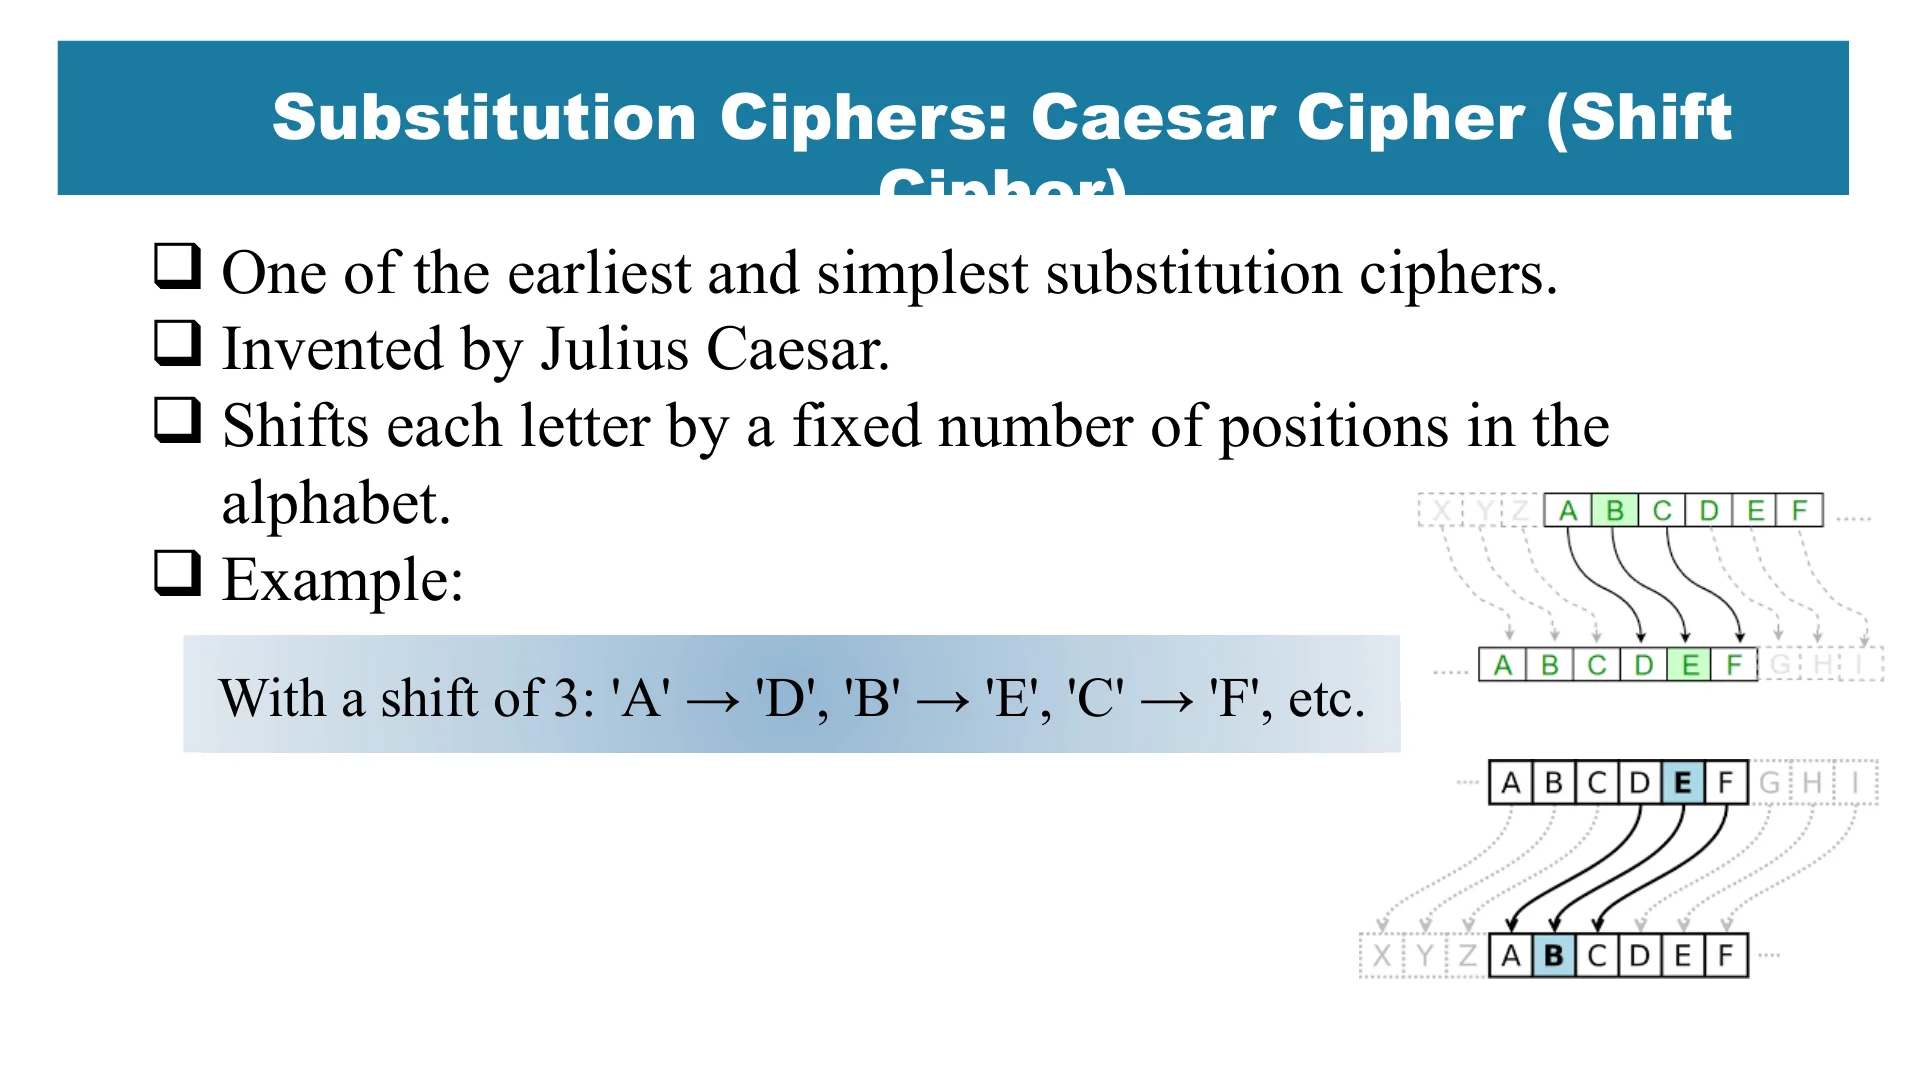 Substitution Ciphers: Caesar Cipher (Shift
Cipher)
❑ One of the earliest and simplest substitution ciphers.
❑ Invented by Julius Caesar.
❑ Shifts each letter by a fixed number of positions in the
alphabet.
❑ Example:
With a shift of 3: 'A' → 'D', 'B' → 'E', 'C' → 'F', etc.
X Y Z A B C D E F .....
..... A B C D E F G H I
.... A B C D E F G H I
X Y Z A B C D E F ....